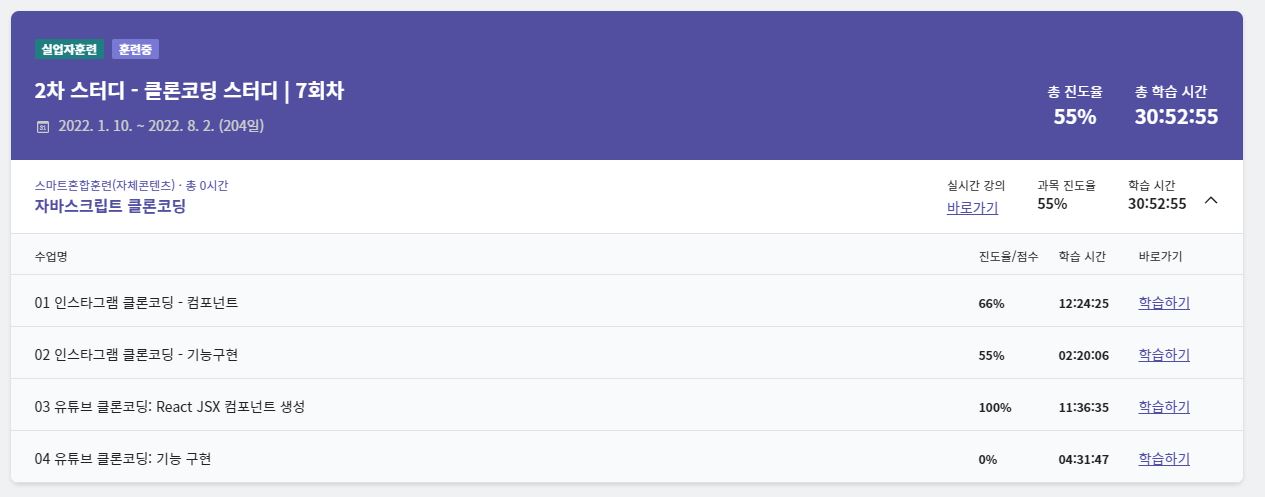 실업자훈련 훈련중
2차 스터디 - 클론코딩 스터디 | 7회차
2022. 1. 10. ~ 2022. 8. 2. (204일)
총 진도율 총 학습 시간
55% 30:52:55
스마트혼합훈련(자체콘텐츠) · 총 0시간
자바스크립트 클론코딩
실시간 강의 과목 진도율 학습 시간
바로가기 55% 30:52:55
수업명 진도율/점수 학습 시간 바로가기
01 인스타그램 클론코딩 - 컴포넌트 66% 12:24:25 학습하기
02 인스타그램 클론코딩 - 기능구현 55% 02:20:06 학습하기
03 유튜브 클론코딩: React JSX 컴포넌트 생성 100% 11:36:35 학습하기
04 유튜브 클론코딩: 기능 구현 0% 04:31:47 학습하기